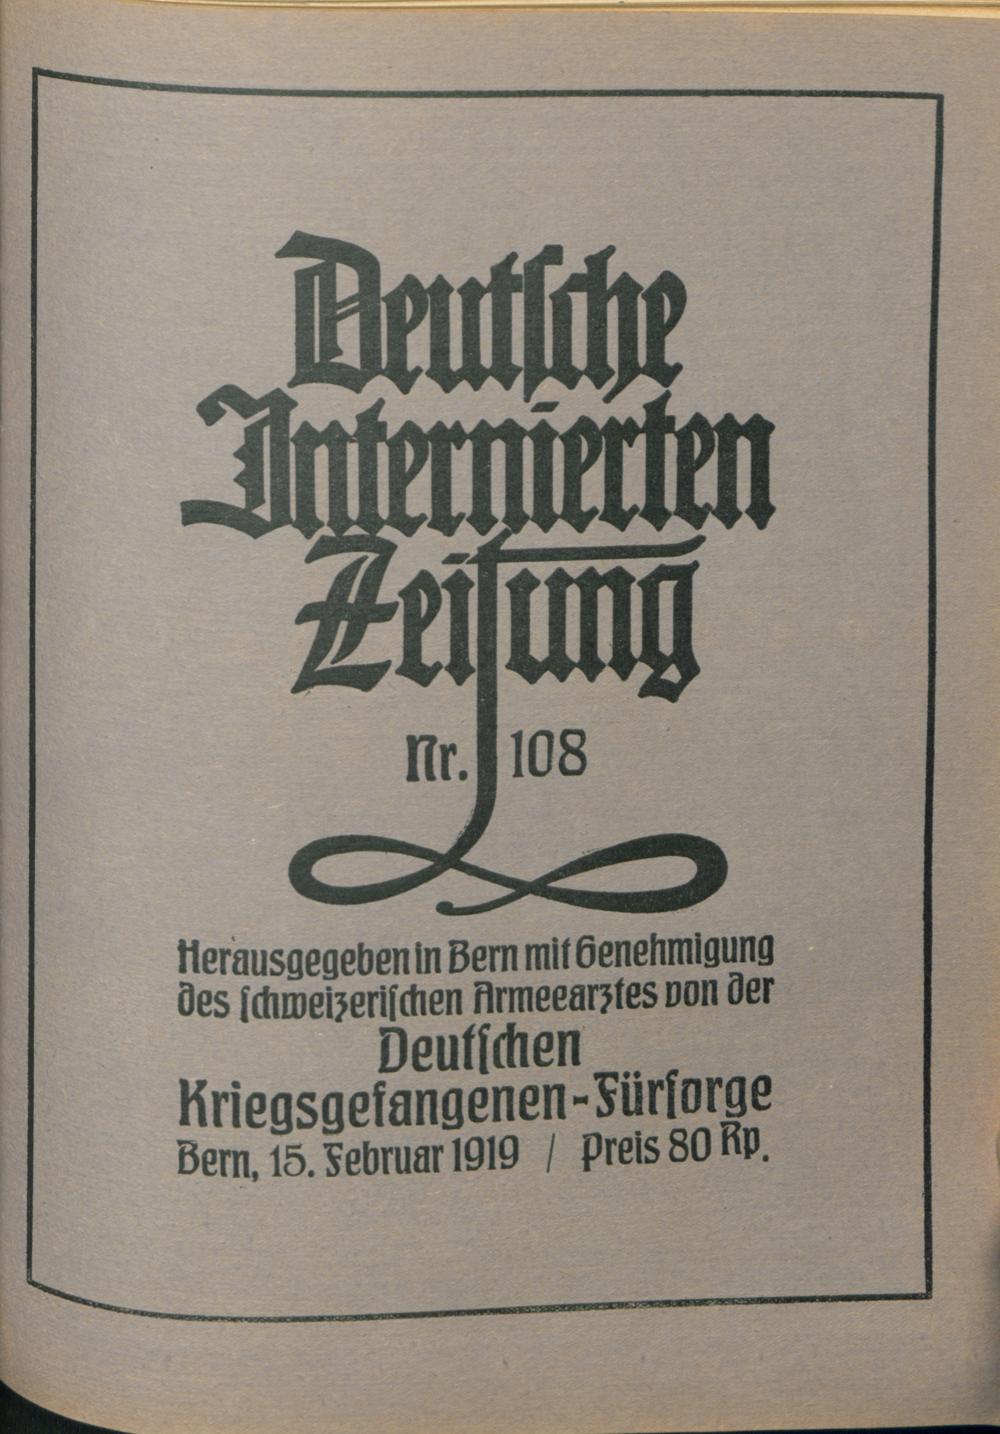 Deutsche
Internierten
Zeitung
Nr. 108
Herausgegeben in Bern mit Genehmigung
des schweizerischen Armeearztes von der
Deutschen
Kriegsgefangenen-Fürsorge
Bern, 15. Februar 1919 / Preis 80 Rp.